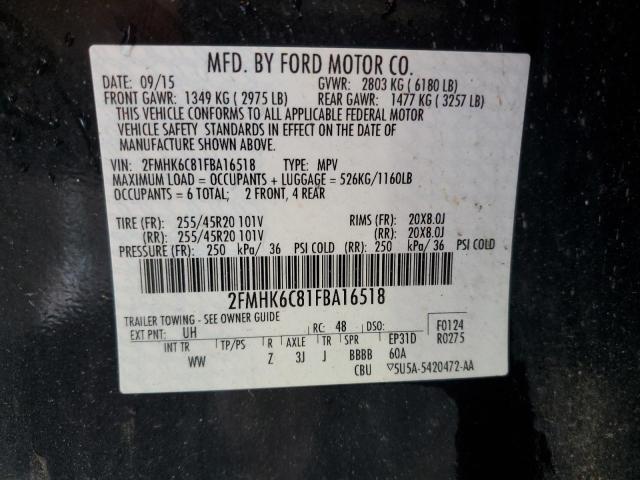 MFD. BY FORD MOTOR CO.
DATE: 09/15 GVWR: 2803 KG ( 6180 LB)
FRONT GAWR: 1349 KG ( 2975 LB) REAR GAWR: 1477 KG ( 3257 LB)
THIS VEHICLE CONFORMS TO ALL APPLICABLE FEDERAL MOTOR
VEHICLE SAFETY STANDARDS IN EFFECT ON THE DATE OF
MANUFACTURE SHOWN ABOVE.
VIN: 2FMHK6C81FBA16518 TYPE: MPV
MAXIMUM LOAD = OCCUPANTS + LUGGAGE = 526KG/1160LB
OCCUPANTS = 6 TOTAL; 2 FRONT, 4 REAR
TIRE (FR): 255/45R20 101V RIMS (FR): 20X8.0J
(RR): 255/45R20 101V (RR): 20X8.0J
PRESSURE (FR): 250 kPa/ 36 PSI COLD (RR): 250 kPa/ 36 PSI COLD
2FMHK6C81FBA16518
TRAILER TOWING - SEE OWNER GUIDE
EXT PNT: UH RC: 48 DSO: F0124
INT TR TP/PS R AXLE TR SPR EP31D R0275
WW Z 3J J BBBB 60A
CBU ▽5U5A-5420472-AA